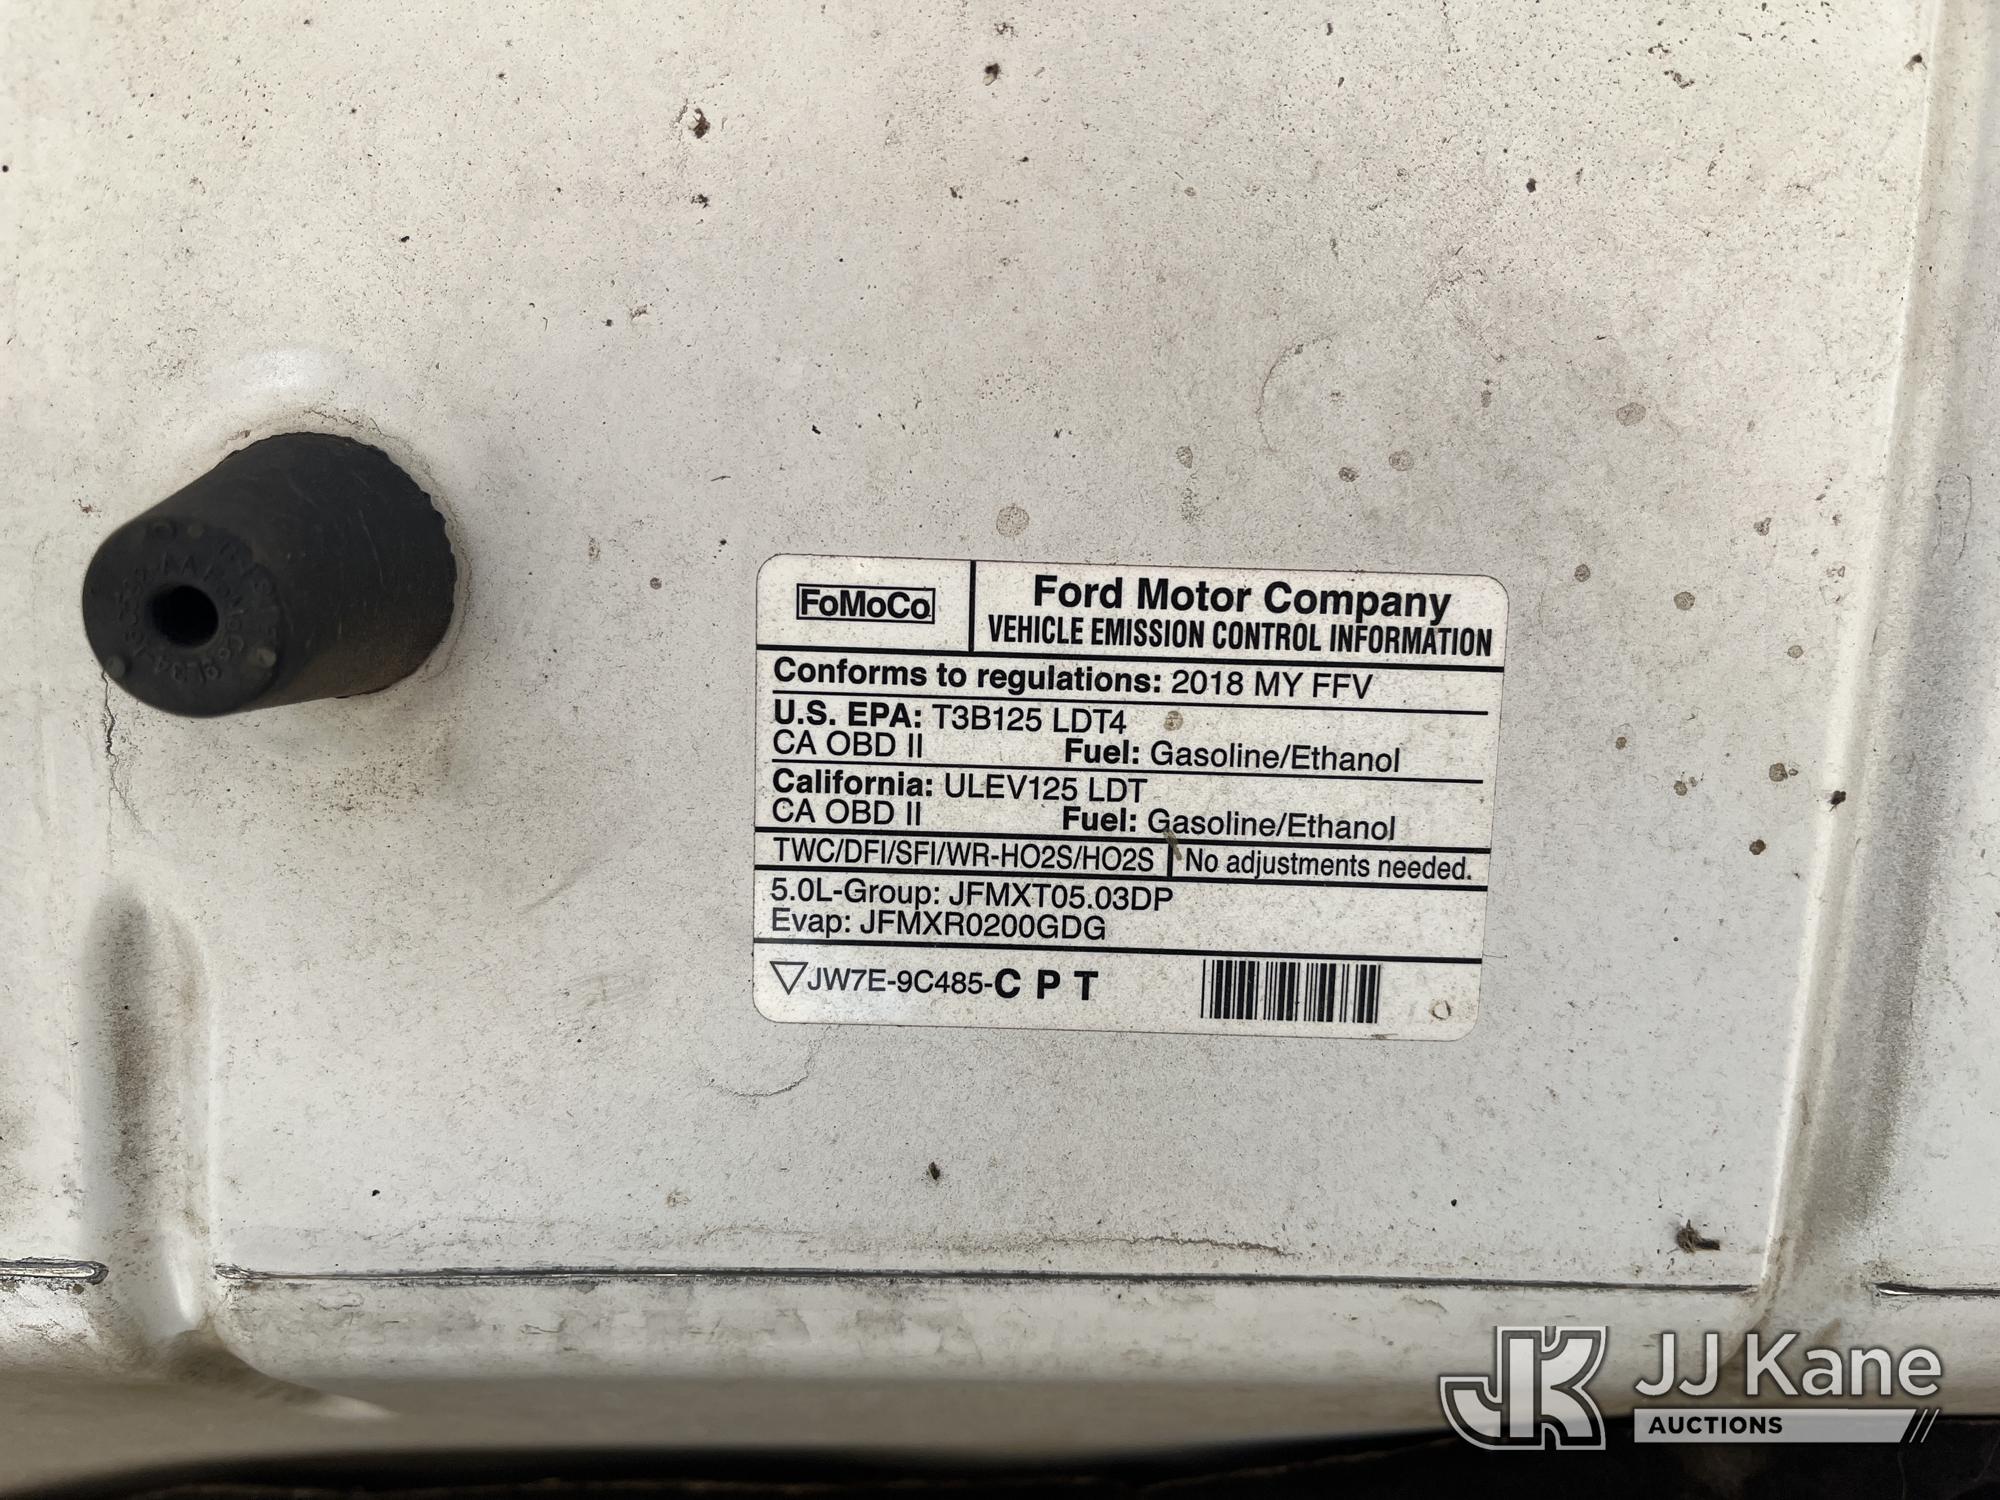 FoMoCo
Ford Motor Company
VEHICLE EMISSION CONTROL INFORMATION
Conforms to regulations: 2018 MY FFV
U.S. EPA: T3B125 LDT4
CA OBD II Fuel: Gasoline/Ethanol
California: ULEV125 LDT
CA OBD II Fuel: Gasoline/Ethanol
TWC/DFI/SFI/WR-HO2S/HO2S No adjustments needed.
5.0L-Group: JFMXT05.03DP
Evap: JFMXR0200GDG
JW7E-9C485-C P T
JK JJ Kane
AUCTIONS